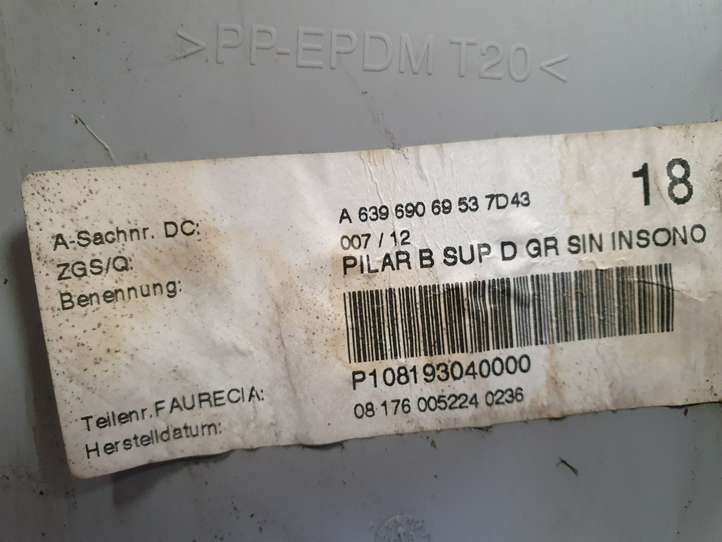 >PP-EPDM T20<
18
A-Sachnr. DC: A 639 690 69 53 7D43
ZGS/Q: 007 / 12
Benennung: PILAR B SUP D GR SIN INSONO
Teilenr.FAURECIA: P108193040000
Herstelldatum: 08 176 005224 0236